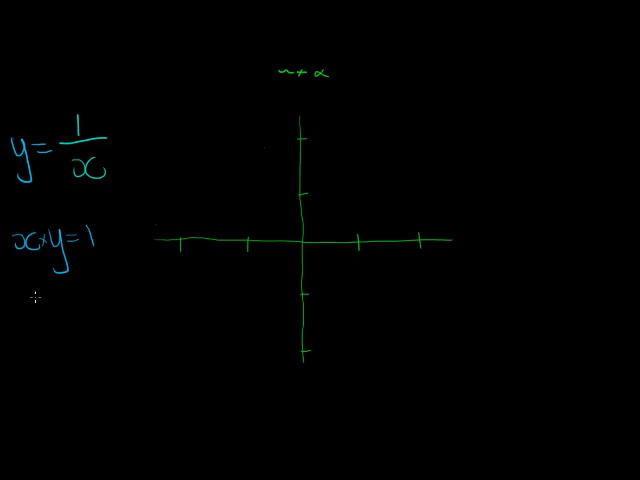 y = 1/x
x × y = 1